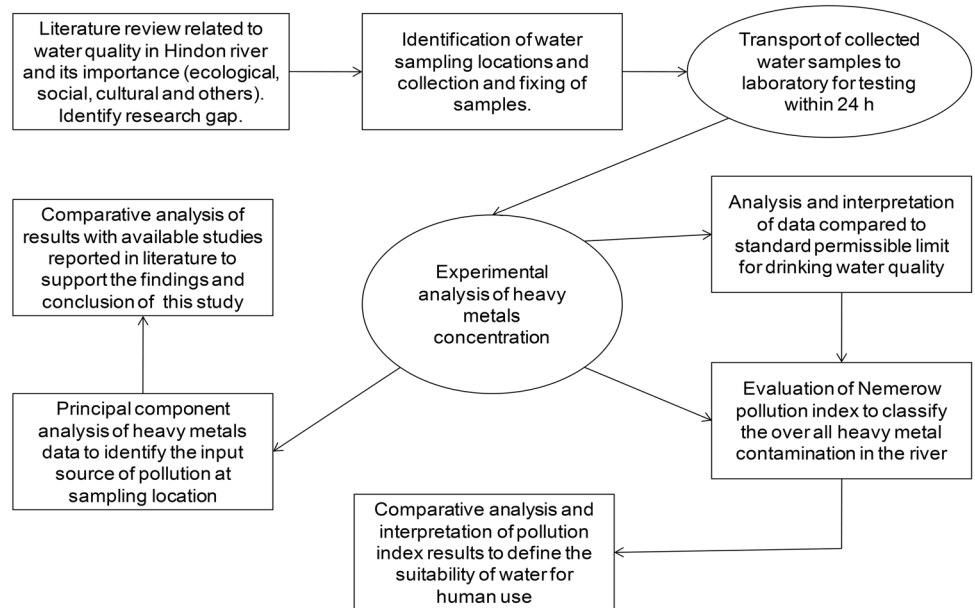 Literature review related to
water quality in Hindon river
and its importance (ecological,
social, cultural and others).
Identify research gap.
Identification of water
sampling locations and
collection and fixing of
samples.
Transport of collected
water samples to
laboratory for testing
within 24 h
Experimental
analysis of heavy
metals
concentration
Analysis and interpretation
of data compared to
standard permissible limit
for drinking water quality
Evaluation of Nemerow
pollution index to classify
the over all heavy metal
contamination in the river
Comparative analysis and
interpretation of pollution
index results to define the
suitability of water for
human use
Principal component
analysis of heavy metals
data to identify the input
source of pollution at
sampling location
Comparative analysis of
results with available studies
reported in literature to
support the findings and
conclusion of this study